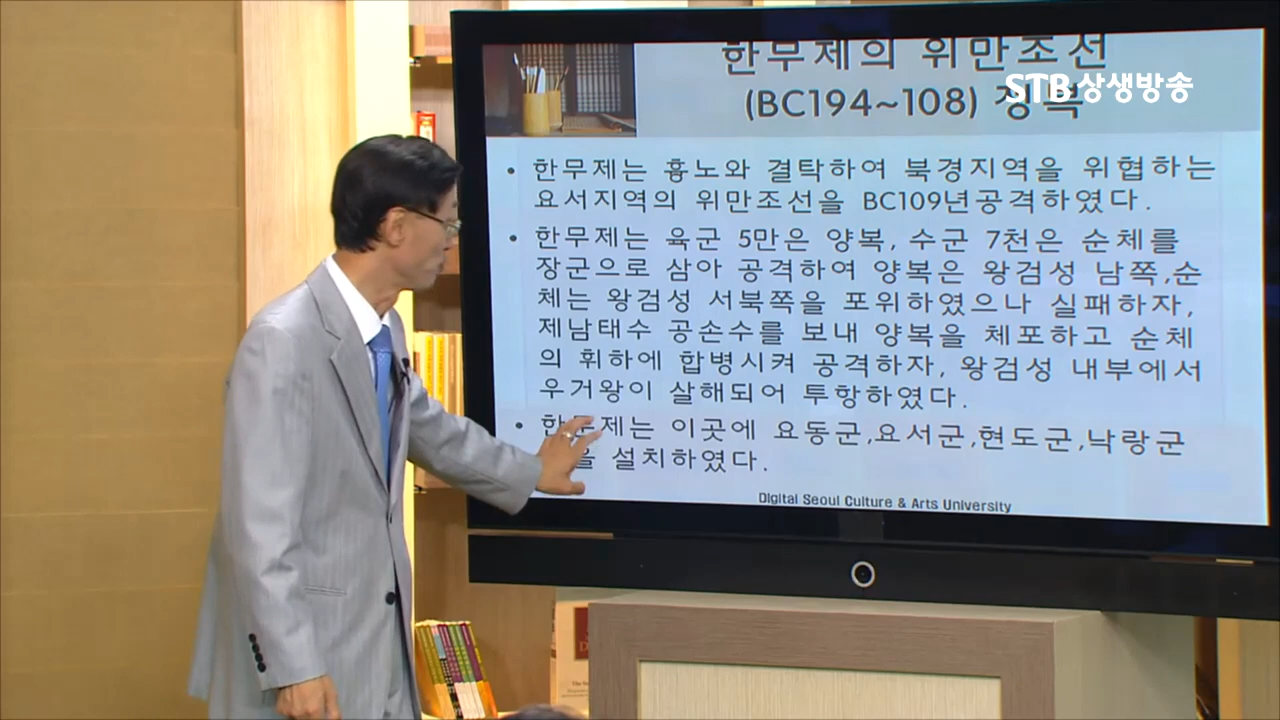 한무제의 위만조선
(BC194~108) 정복
STB 상생방송
• 한무제는 흉노와 결탁하여 북경지역을 위협하는
요서지역의 위만조선을 BC109년공격하였다.
• 한무제는 육군 5만은 양복, 수군 7천은 순체를
장군으로 삼아 공격하여 양복은 왕검성 남쪽,순
체는 왕검성 서북쪽을 포위하였으나 실패하자,
제남태수 공손수를 보내 양복을 체포하고 순체
의 휘하에 합병시켜 공격하자, 왕검성 내부에서
우거왕이 살해되어 투항하였다.
• 한무제는 이곳에 요동군,요서군,현도군,낙랑군
을 설치하였다.
Digital Seoul Culture & Arts University